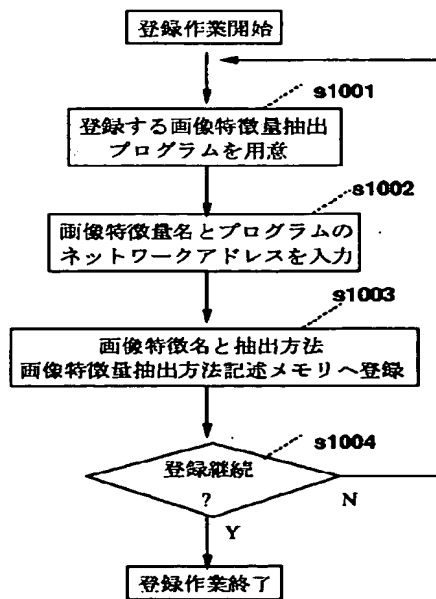 登録作業開始
s1001
登録する画像特徴量抽出
プログラムを用意
s1002
画像特徴量名とプログラムの
ネットワークアドレスを入力
s1003
画像特徴名と抽出方法
画像特徴量抽出方法記述メモリへ登録
s1004
登録継続
?
N
Y
登録作業終了